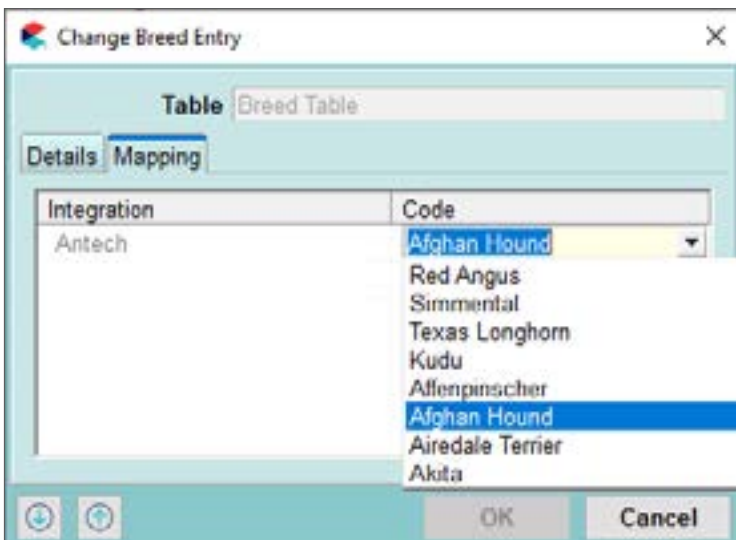 Change Breed Entry
Table Breed Table
Details Mapping
Integration Code
Antech Afghan Hound
Red Angus
Simmental
Texas Longhorn
Kudu
Affenpinscher
Afghan Hound
Airedale Terrier
Akita
OK Cancel